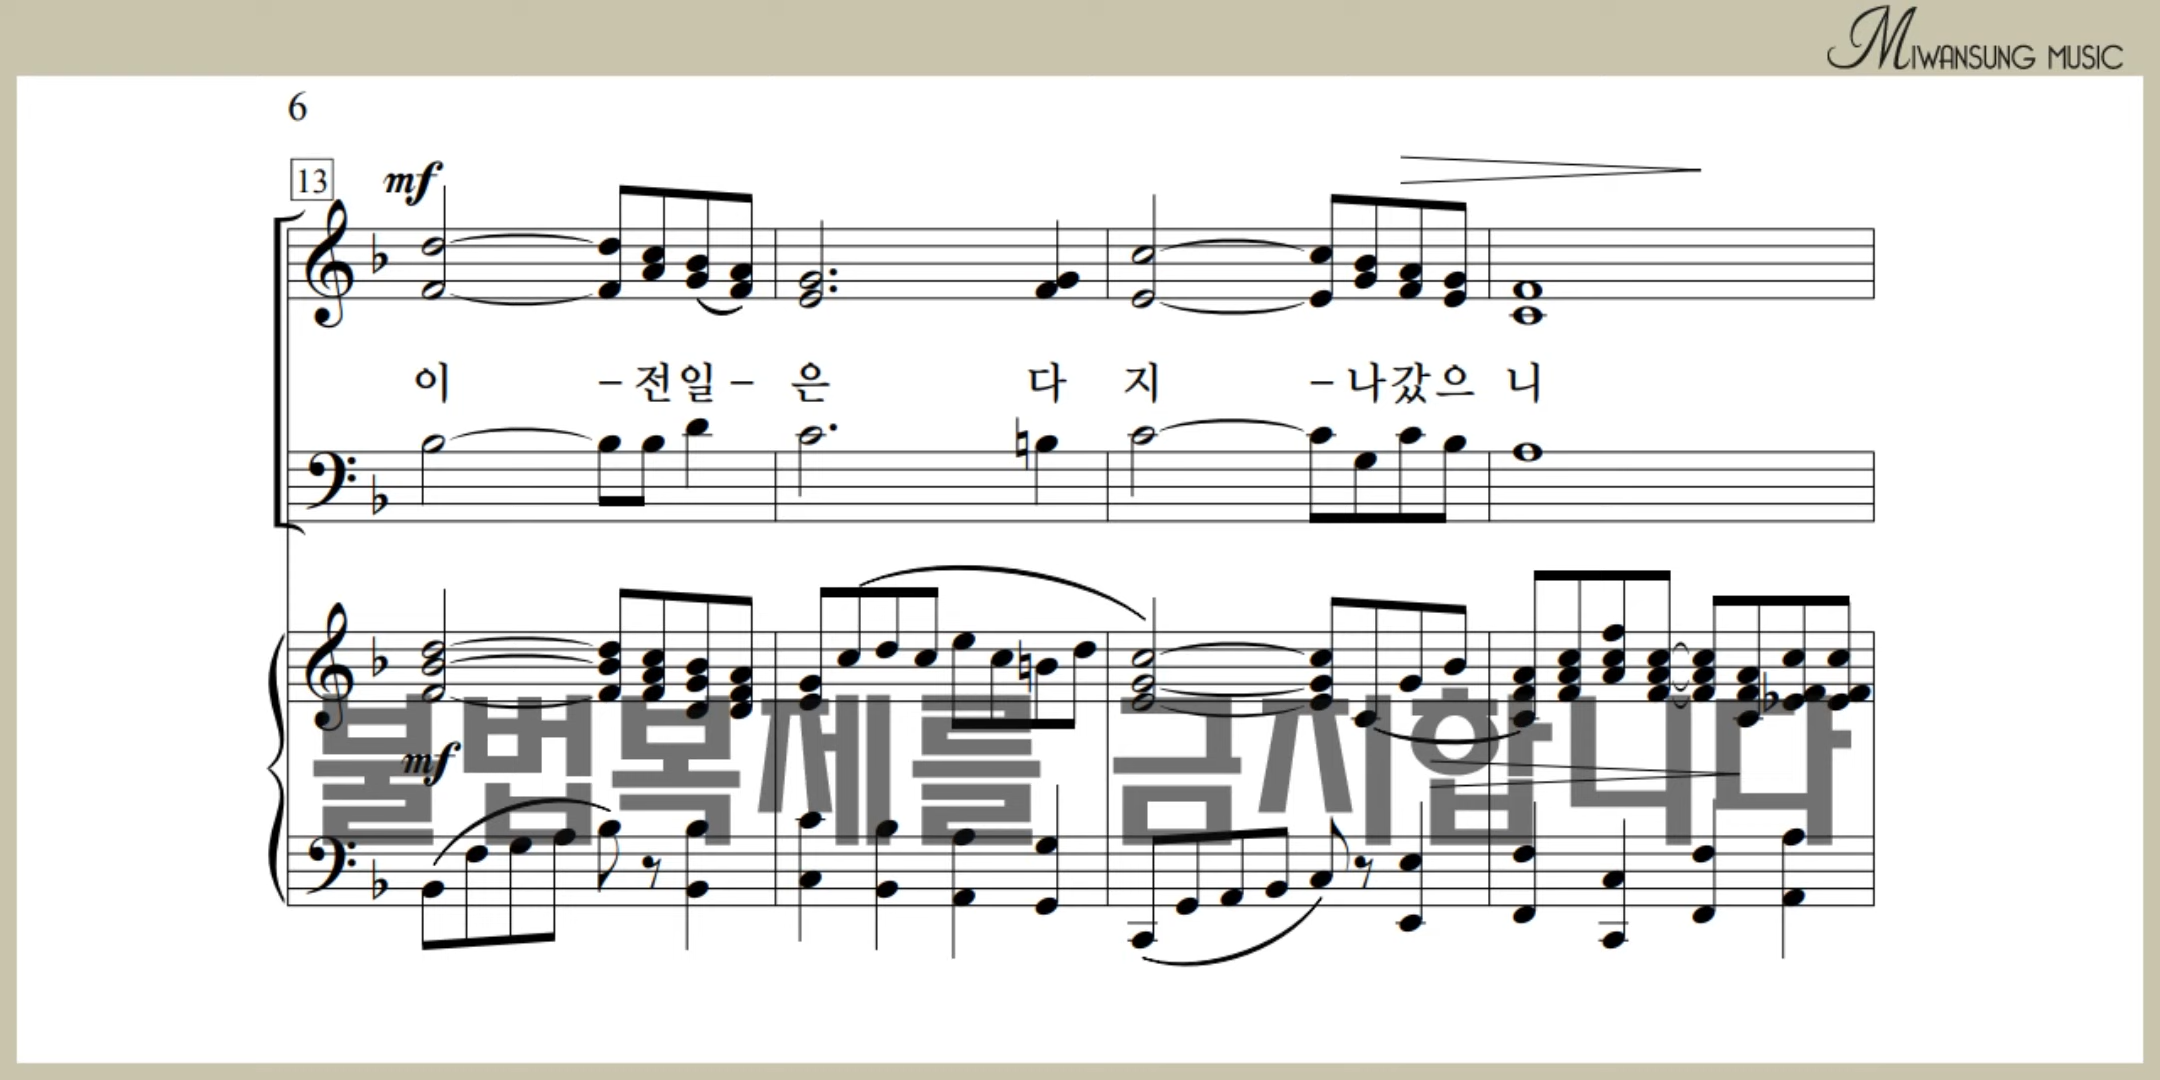 MIWANSUNG MUSIC
6
13
mf
이 - 전일 - 은 다 지 - 나갔으 니
mf
불법복제를 금지합니다